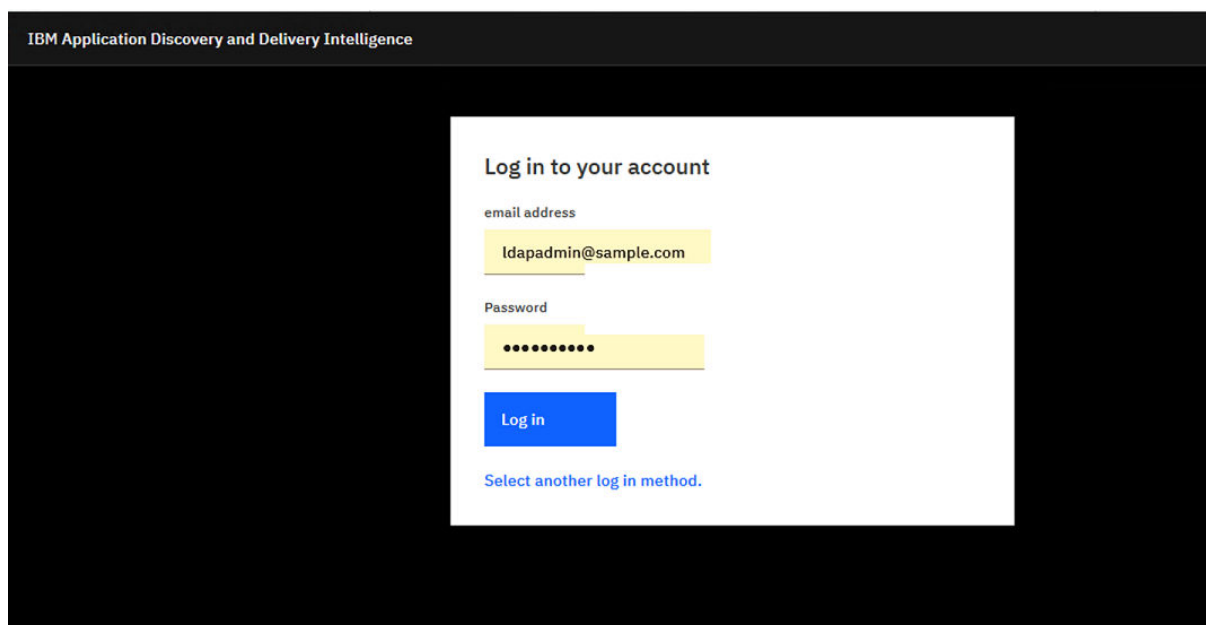 IBM Application Discovery and Delivery Intelligence
Log in to your account
email address
ldapadmin@sample.com
Password
••••••••••
Log in
Select another log in method.